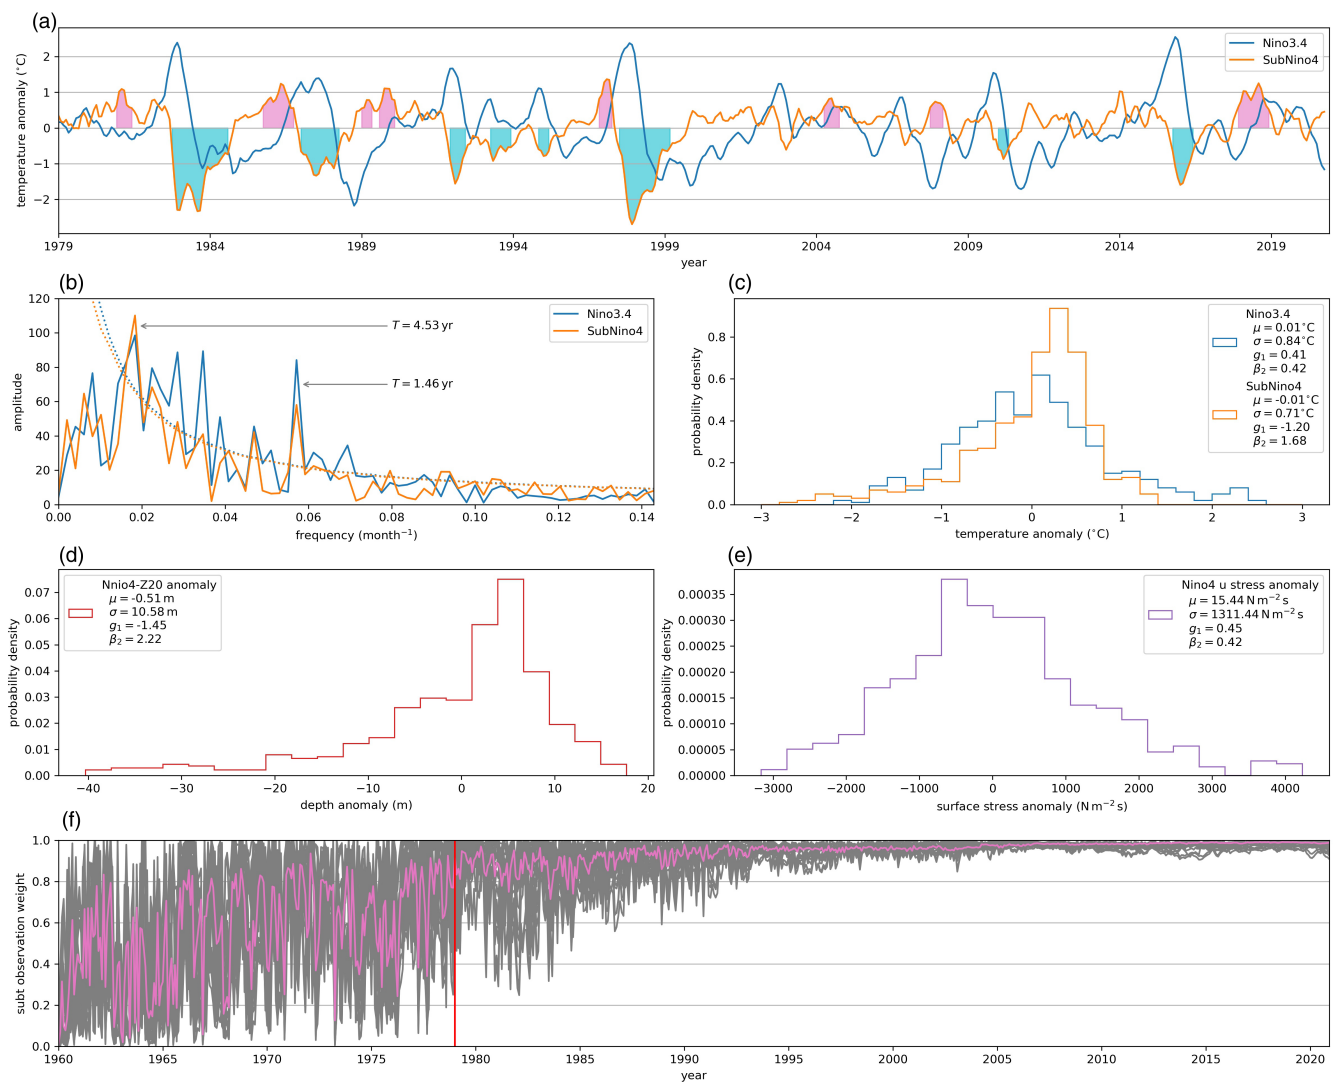 (a)
temperature anomaly (°C)
2
1
0
−1
−2
Nino3.4
SubNino4
1979
1984
1989
1994
1999
2004
2009
2014
2019
year
(b)
amplitude
120
100
80
60
40
20
0
T = 4.53 yr
T = 1.46 yr
Nino3.4
SubNino4
0.00
0.02
0.04
0.06
0.08
0.10
0.12
0.14
frequency (month⁻¹)
(c)
probability density
0.8
0.6
0.4
0.2
0.0
Nino3.4
μ = 0.01°C
σ = 0.84°C
g₁ = 0.41
β₂ = 0.42
SubNino4
μ = -0.01°C
σ = 0.71°C
g₁ = -1.20
β₂ = 1.68
−3
−2
−1
0
1
2
3
temperature anomaly (°C)
(d)
probability density
0.07
0.06
0.05
0.04
0.03
0.02
0.01
0.00
Nnio4-Z20 anomaly
μ = -0.51 m
σ = 10.58 m
g₁ = -1.45
β₂ = 2.22
−40
−30
−20
−10
0
10
20
depth anomaly (m)
(e)
probability density
0.00035
0.00030
0.00025
0.00020
0.00015
0.00010
0.00005
0.00000
Nino4 u stress anomaly
μ = 15.44 N m⁻² s
σ = 1311.44 N m⁻² s
g₁ = 0.45
β₂ = 0.42
−3000
−2000
−1000
0
1000
2000
3000
4000
surface stress anomaly (N m⁻² s)
(f)
subt observation weight
1.0
0.8
0.6
0.4
0.2
0.0
1960
1965
1970
1975
1980
1985
1990
1995
2000
2005
2010
2015
2020
year